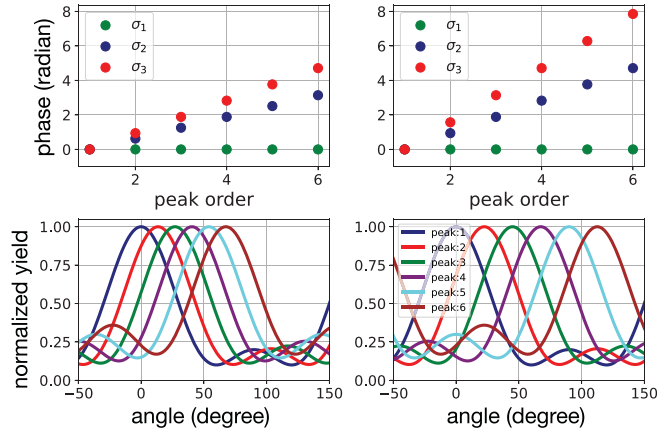 8
6
4
2
0
phase (radian)
σ1
σ2
σ3
2
4
6
peak order
8
6
4
2
0
σ1
σ2
σ3
2
4
6
peak order
1.00
0.75
0.50
0.25
0.00
normalized yield
−50
0
50
100
150
angle (degree)
1.00
0.75
0.50
0.25
0.00
peak:1
peak:2
peak:3
peak:4
peak:5
peak:6
−50
0
50
100
150
angle (degree)